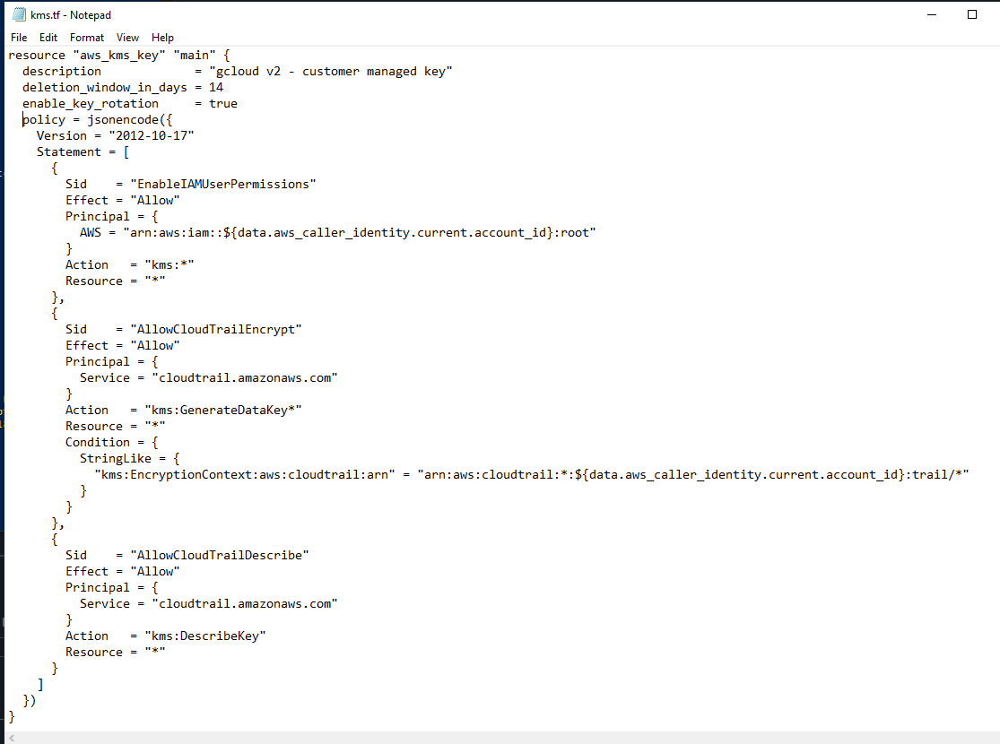 kms.tf - Notepad
File Edit Format View Help
resource "aws_kms_key" "main" {
  description             = "gcloud v2 - customer managed key"
  deletion_window_in_days = 14
  enable_key_rotation     = true
  policy = jsonencode({
    Version = "2012-10-17"
    Statement = [
      {
        Sid    = "EnableIAMUserPermissions"
        Effect = "Allow"
        Principal = {
          AWS = "arn:aws:iam::${data.aws_caller_identity.current.account_id}:root"
        }
        Action   = "kms:*"
        Resource = "*"
      },
      {
        Sid    = "AllowCloudTrailEncrypt"
        Effect = "Allow"
        Principal = {
          Service = "cloudtrail.amazonaws.com"
        }
        Action   = "kms:GenerateDataKey*"
        Resource = "*"
        Condition = {
          StringLike = {
            "kms:EncryptionContext:aws:cloudtrail:arn" = "arn:aws:cloudtrail:*:${data.aws_caller_identity.current.account_id}:trail/*"
          }
        }
      },
      {
        Sid    = "AllowCloudTrailDescribe"
        Effect = "Allow"
        Principal = {
          Service = "cloudtrail.amazonaws.com"
        }
        Action   = "kms:DescribeKey"
        Resource = "*"
      }
    ]
  })
}